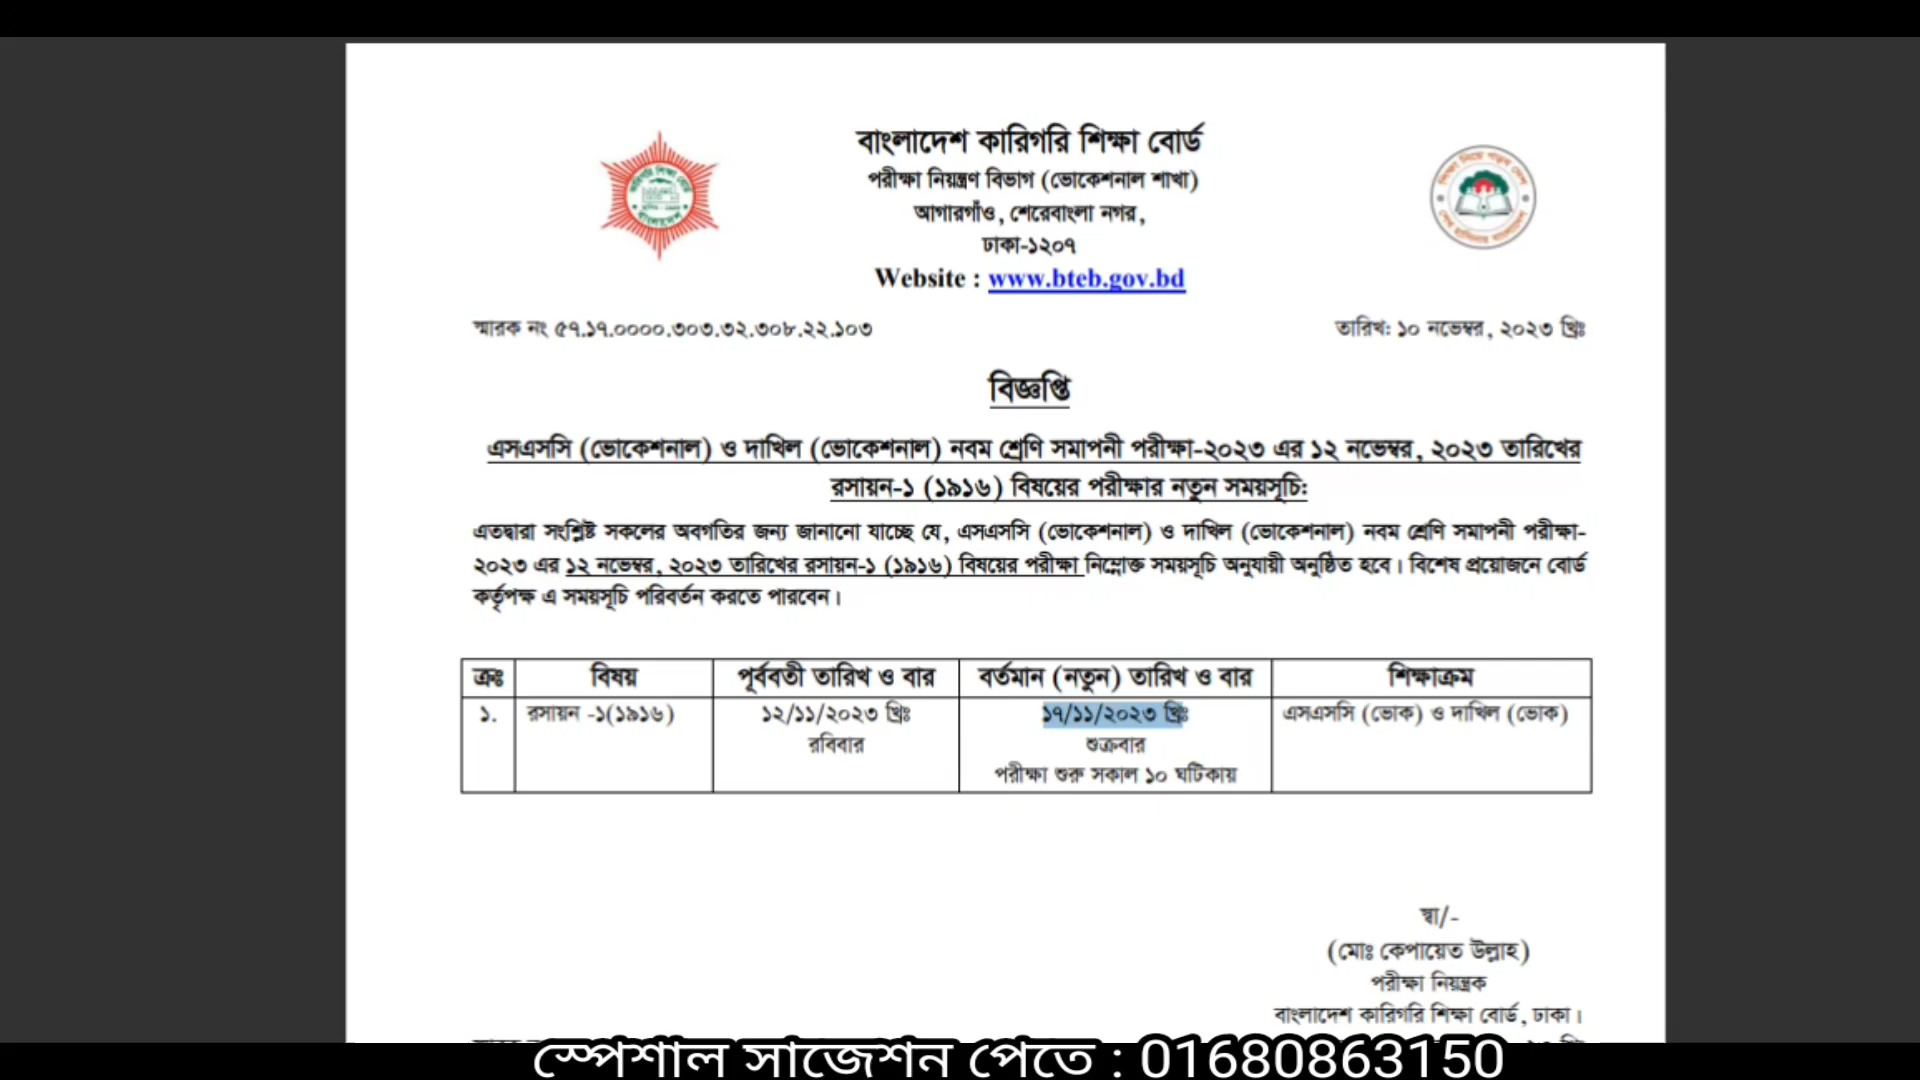 বাংলাদেশ কারিগরি শিক্ষা বোর্ড
পরীক্ষা নিয়ন্ত্রণ বিভাগ (ভোকেশনাল শাখা)
আগারগাঁও, শেরেবাংলা নগর,
ঢাকা-১২০৭
Website : www.bteb.gov.bd
স্মারক নং ৫৭.১৭.০০০০.৩০৩.৩২.৩০৮.২২.১০৩
তারিখ: ১০ নভেম্বর, ২০২৩ খ্রিঃ
বিজ্ঞপ্তি
এসএসসি (ভোকেশনাল) ও দাখিল (ভোকেশনাল) নবম শ্রেণি সমাপনী পরীক্ষা-২০২৩ এর ১২ নভেম্বর, ২০২৩ তারিখের
রসায়ন-১ (১৯১৬) বিষয়ের পরীক্ষার নতুন সময়সূচি:
এতদ্বারা সংশ্লিষ্ট সকলের অবগতির জন্য জানানো যাচ্ছে যে, এসএসসি (ভোকেশনাল) ও দাখিল (ভোকেশনাল) নবম শ্রেণি সমাপনী পরীক্ষা-
২০২৩ এর ১২ নভেম্বর, ২০২৩ তারিখের রসায়ন-১ (১৯১৬) বিষয়ের পরীক্ষা নিম্নোক্ত সময়সূচি অনুযায়ী অনুষ্ঠিত হবে। বিশেষ প্রয়োজনে বোর্ড
কর্তৃপক্ষ এ সময়সূচি পরিবর্তন করতে পারবেন।
ক্রঃ বিষয় পূর্ববর্তী তারিখ ও বার বর্তমান (নতুন) তারিখ ও বার শিক্ষাক্রম
১. রসায়ন -১(১৯১৬) ১২/১১/২০২৩ খ্রিঃ ১৭/১১/২০২৩ খ্রিঃ এসএসসি (ভোক) ও দাখিল (ভোক)
রবিবার শুক্রবার
পরীক্ষা শুরু সকাল ১০ ঘটিকায়
স্বা/-
(মোঃ কেপায়েত উল্লাহ)
পরীক্ষা নিয়ন্ত্রক
বাংলাদেশ কারিগরি শিক্ষা বোর্ড, ঢাকা।
স্পেশাল সাজেশন পেতে : 01680863150